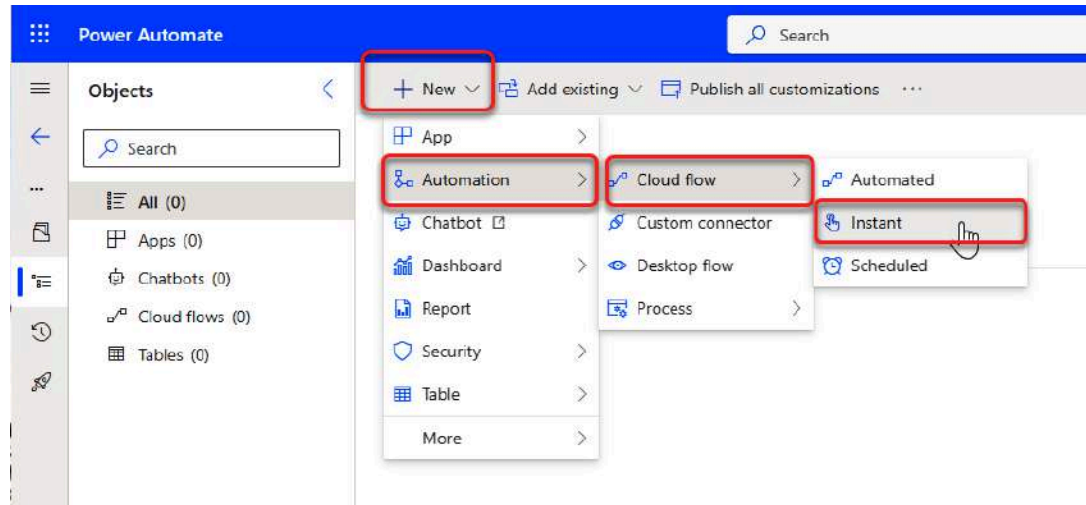 Power Automate
Search
Objects
New
Add existing
Publish all customizations
...
Search
All (0)
Apps (0)
Chatbots (0)
Cloud flows (0)
Tables (0)
App
Automation
Chatbot
Dashboard
Report
Security
Table
More
Cloud flow
Custom connector
Desktop flow
Process
Automated
Instant
Scheduled